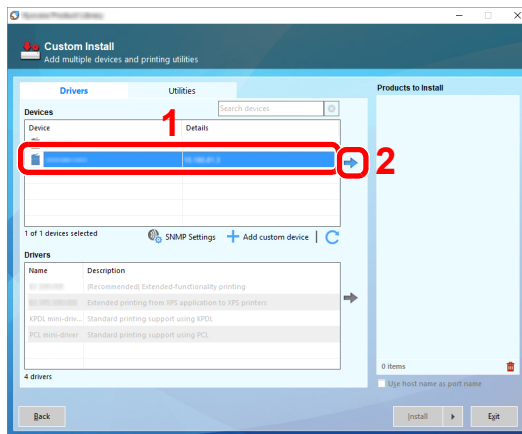 Custom Install
Add multiple devices and printing utilities
Drivers
Utilities
Products to Install
Devices
Search devices
1
Device
Details
2
1 of 1 devices selected
SNMP Settings
Add custom device
Drivers
Name
Description
(Recommended) Extended-functionality printing
Extended printing from XPS application to XPS printers
KPDL mini-driv...
Standard printing support using KPDL
PCL mini-driver
Standard printing support using PCL
4 drivers
0 items
Use host name as port name
Back
Install
Exit